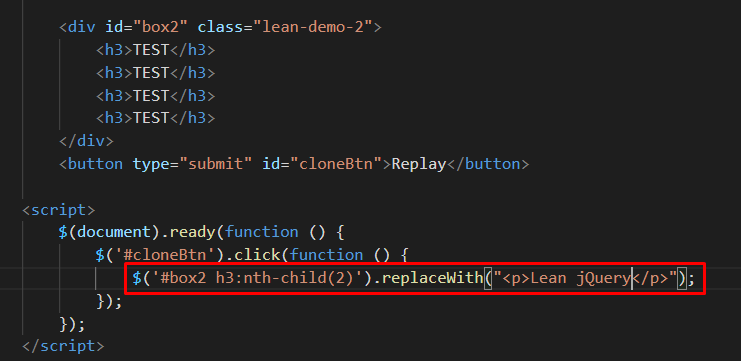 <div id="box2" class="lean-demo-2">
<h3>TEST</h3>
<h3>TEST</h3>
<h3>TEST</h3>
<h3>TEST</h3>
</div>
<button type="submit" id="cloneBtn">Replay</button>
<script>
$(document).ready(function () {
$('#cloneBtn').click(function () {
$('#box2 h3:nth-child(2)').replaceWith("<p>Lean jQuery</p>");
});
});
</script>